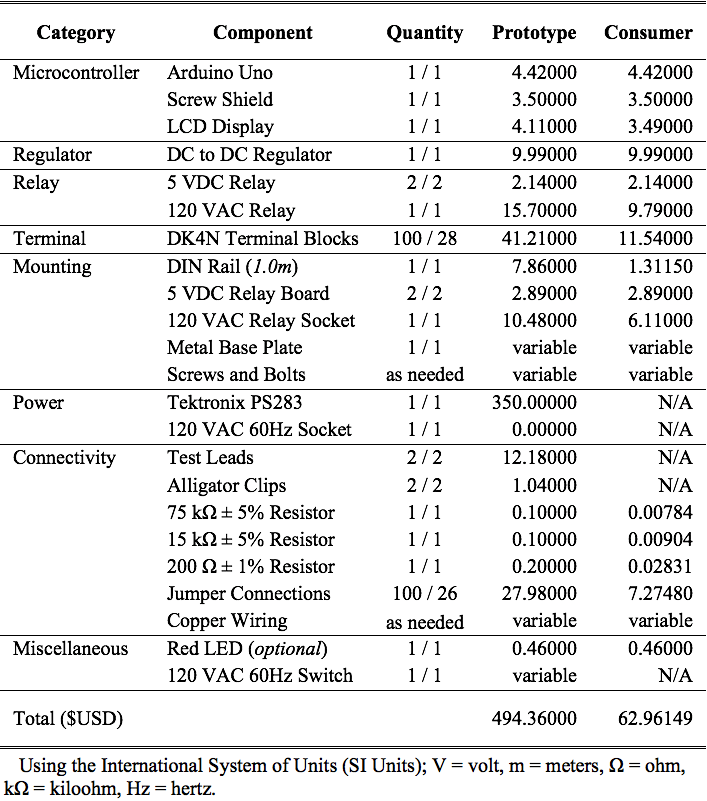 Category Component Quantity Prototype Consumer
Microcontroller Arduino Uno 1 / 1 4.42000 4.42000
Screw Shield 1 / 1 3.50000 3.50000
LCD Display 1 / 1 4.11000 3.49000
Regulator DC to DC Regulator 1 / 1 9.99000 9.99000
Relay 5 VDC Relay 2 / 2 2.14000 2.14000
120 VAC Relay 1 / 1 15.70000 9.79000
Terminal DK4N Terminal Blocks 100 / 28 41.21000 11.54000
Mounting DIN Rail (1.0m) 1 / 1 7.86000 1.31150
5 VDC Relay Board 2 / 2 2.89000 2.89000
120 VAC Relay Socket 1 / 1 10.48000 6.11000
Metal Base Plate 1 / 1 variable variable
Screws and Bolts as needed variable variable
Power Tektronix PS283 1 / 1 350.00000 N/A
120 VAC 60Hz Socket 1 / 1 0.00000 N/A
Connectivity Test Leads 2 / 2 12.18000 N/A
Alligator Clips 2 / 2 1.04000 N/A
75 kΩ ± 5% Resistor 1 / 1 0.10000 0.00784
15 kΩ ± 5% Resistor 1 / 1 0.10000 0.00904
200 Ω ± 1% Resistor 1 / 1 0.20000 0.02831
Jumper Connections 100 / 26 27.98000 7.27480
Copper Wiring as needed variable variable
Miscellaneous Red LED (optional) 1 / 1 0.46000 0.46000
120 VAC 60Hz Switch 1 / 1 variable N/A
Total ($USD) 494.36000 62.96149
Using the International System of Units (SI Units); V = volt, m = meters, Ω = ohm,
kΩ = kiloohm, Hz = hertz.